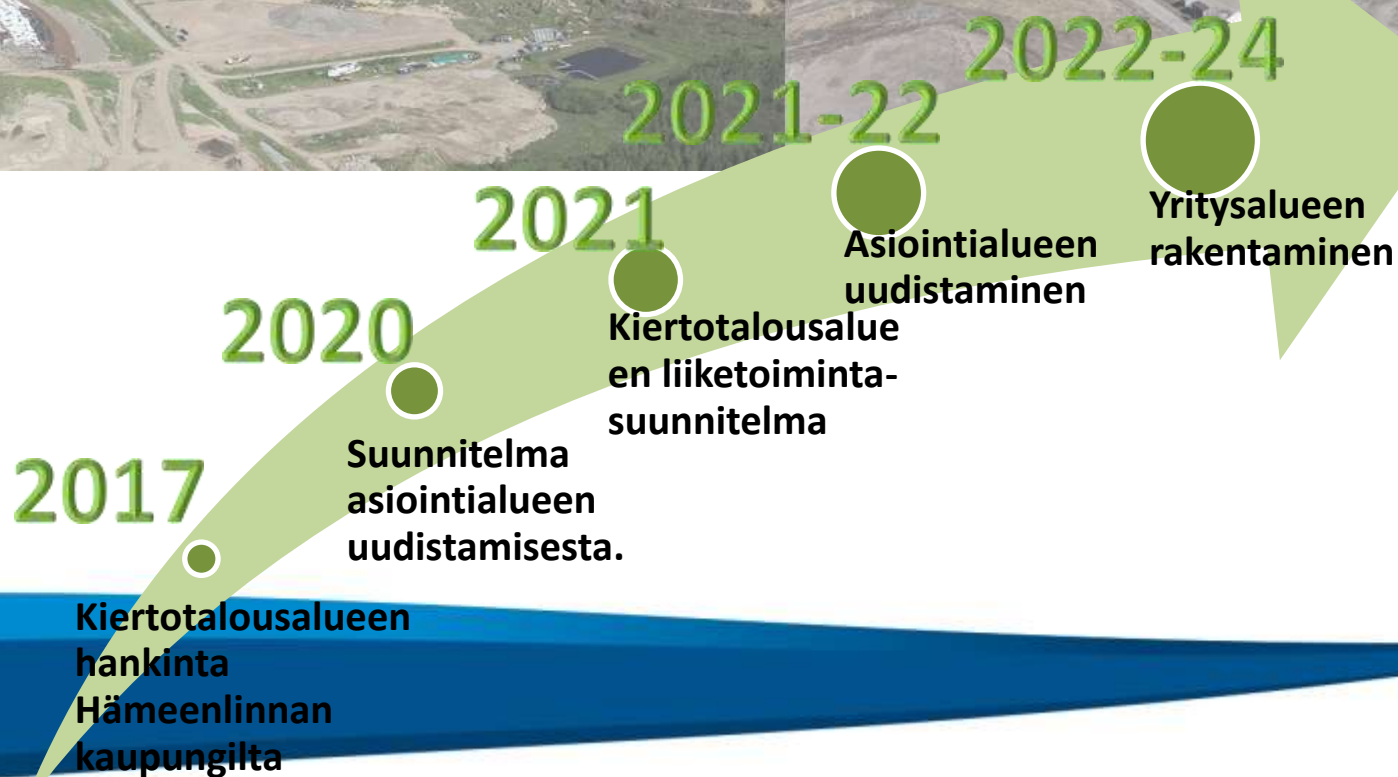 2017
Kiertotalousalueen
hankinta
Hämeenlinnan
kaupungilta
2020
Suunnitelma
asiointialueen
uudistamisesta.
2021
Kiertotalousalue
en liiketoiminta-
suunnitelma
2021-22
Asiointialueen
uudistaminen
2022-24
Yritysalueen
rakentaminen